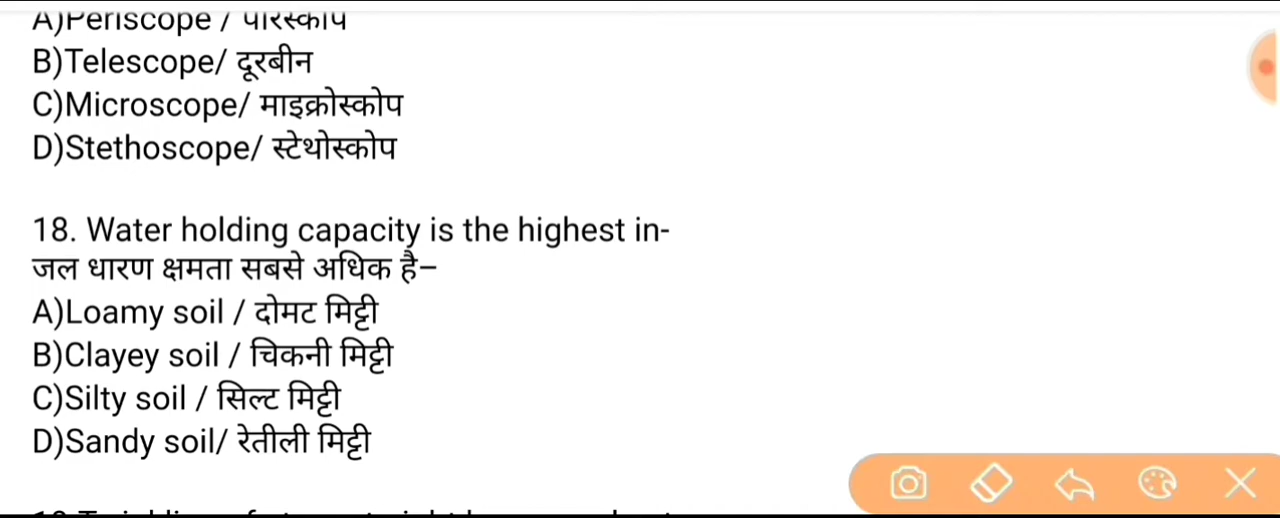 A)Periscope / पेरिस्कोप
B)Telescope/ दूरबीन
C)Microscope/ माइक्रोस्कोप
D)Stethoscope/ स्टेथोस्कोप
18. Water holding capacity is the highest in-
जल धारण क्षमता सबसे अधिक है–
A)Loamy soil / दोमट मिट्टी
B)Clayey soil / चिकनी मिट्टी
C)Silty soil / सिल्ट मिट्टी
D)Sandy soil/ रेतीली मिट्टी